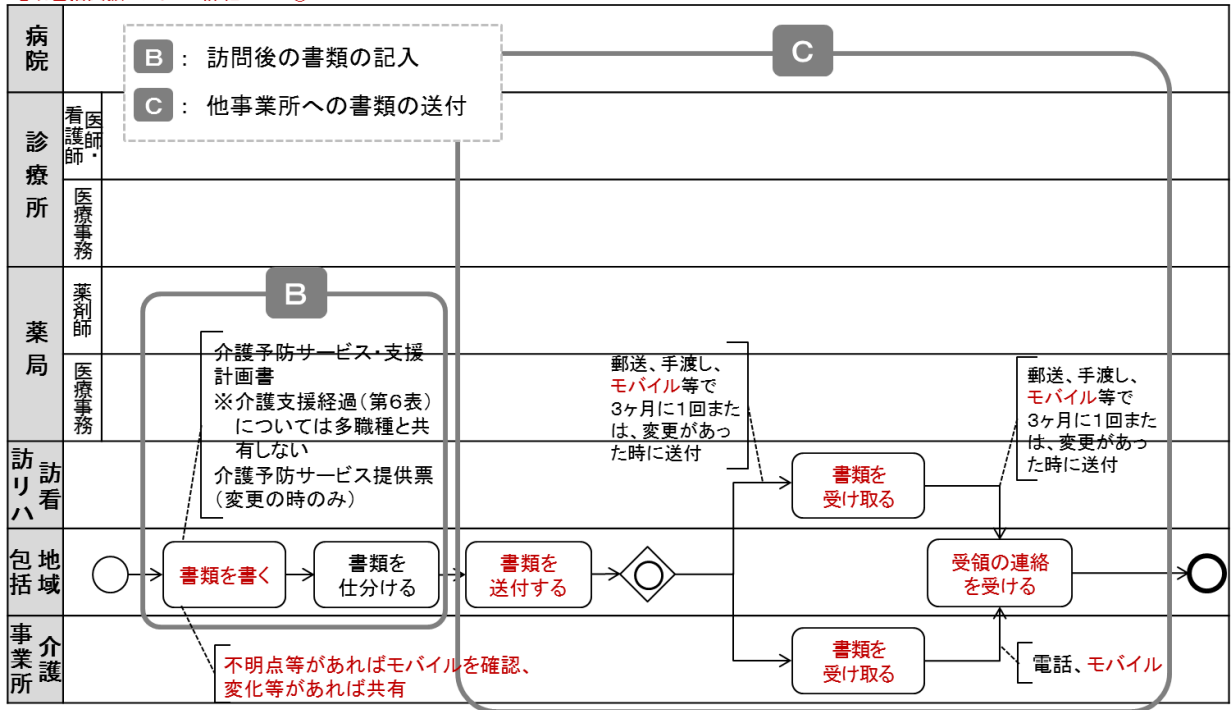 病院
診療所
医師・看護師
医療事務
薬局
薬剤師
医療事務
訪看
訪リハ
地域
包括
介護
事業所
B : 訪問後の書類の記入
C : 他事業所への書類の送付
C
B
介護予防サービス・支援
計画書
※介護支援経過(第6表)
については多職種と共
有しない
介護予防サービス提供票
(変更の時のみ)
郵送、手渡し、
モバイル等で
3ヶ月に1回また
は、変更があっ
た時に送付
郵送、手渡し、
モバイル等で
3ヶ月に1回また
は、変更があっ
た時に送付
書類を
受け取る
書類を書く
書類を
仕分ける
書類を
送付する
受領の連絡
を受ける
書類を
受け取る
不明点等があればモバイルを確認、
変化等があれば共有
電話、モバイル